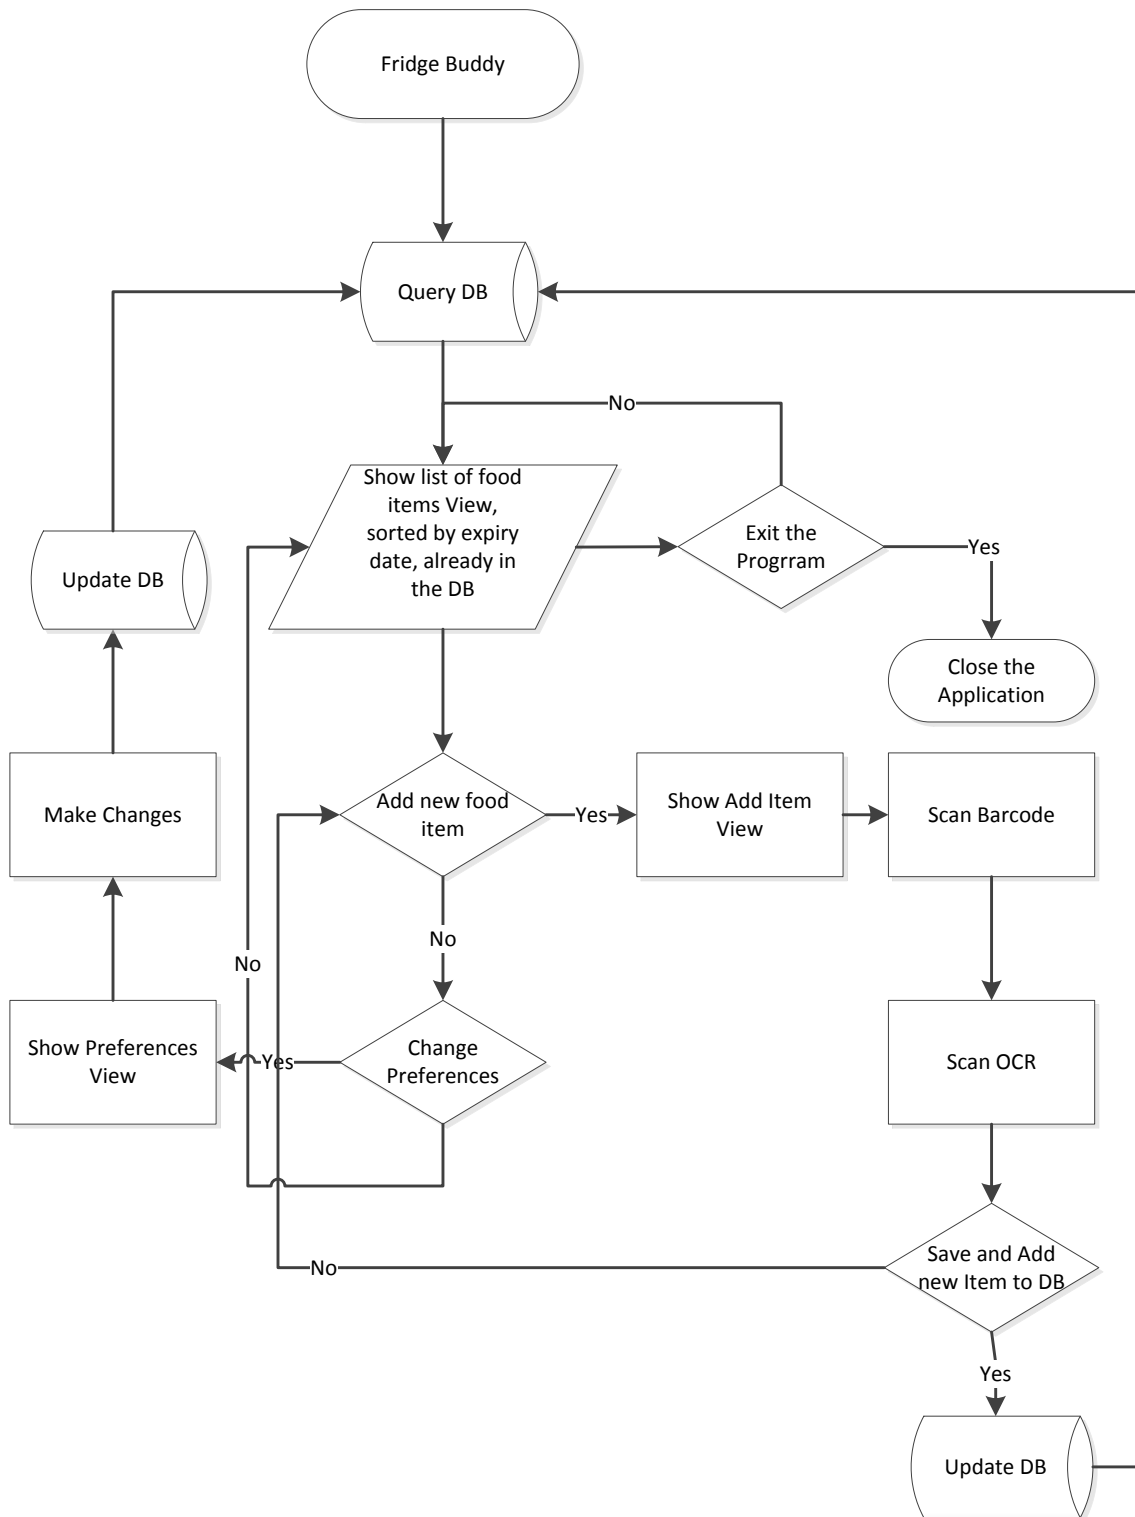 Fridge Buddy
Query DB
No
Show list of food
items View,
sorted by expiry
date, already in
the DB
Exit the
Progrram
Yes
Update DB
Close the
Application
Make Changes
Add new food
item
Yes
Show Add Item
View
Scan Barcode
No
No
Show Preferences
View
Yes
Change
Preferences
Scan OCR
Save and Add
new Item to DB
No
Yes
Update DB